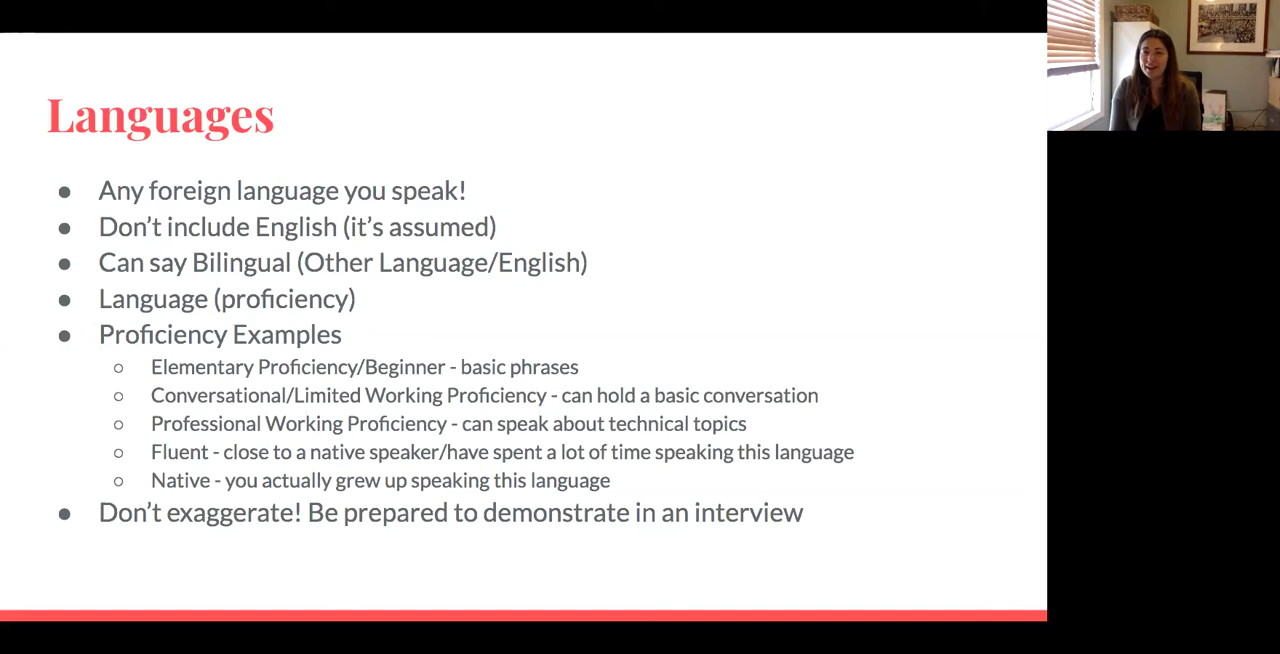 Languages
● Any foreign language you speak!
● Don’t include English (it’s assumed)
● Can say Bilingual (Other Language/English)
● Language (proficiency)
● Proficiency Examples
○ Elementary Proficiency/Beginner - basic phrases
○ Conversational/Limited Working Proficiency - can hold a basic conversation
○ Professional Working Proficiency - can speak about technical topics
○ Fluent - close to a native speaker/have spent a lot of time speaking this language
○ Native - you actually grew up speaking this language
● Don’t exaggerate! Be prepared to demonstrate in an interview